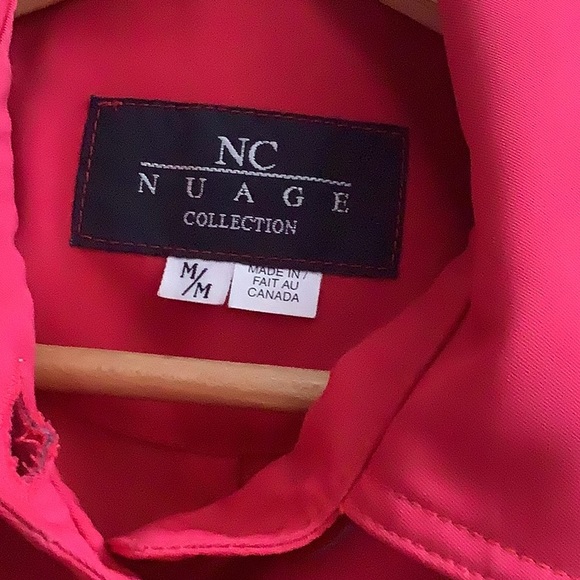 NC
NUAGE
COLLECTION
M/M
MADE IN /
FAIT AU
CANADA